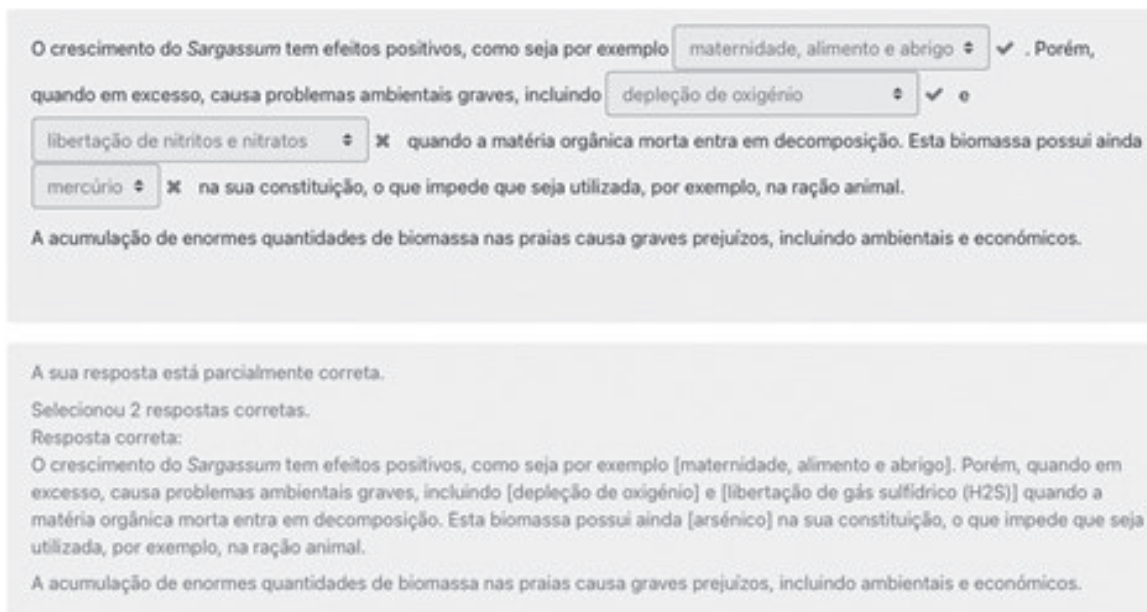 O crescimento do Sargassum tem efeitos positivos, como seja por exemplo maternidade, alimento e abrigo . Porém,
quando em excesso, causa problemas ambientais graves, incluindo depleção de oxigénio e
libertação de nitritos e nitratos quando a matéria orgânica morta entra em decomposição. Esta biomassa possui ainda
mercúrio na sua constituição, o que impede que seja utilizada, por exemplo, na ração animal.
A acumulação de enormes quantidades de biomassa nas praias causa graves prejuízos, incluindo ambientais e económicos.
A sua resposta está parcialmente correta.
Selecionou 2 respostas corretas.
Resposta correta:
O crescimento do Sargassum tem efeitos positivos, como seja por exemplo [maternidade, alimento e abrigo]. Porém, quando em
excesso, causa problemas ambientais graves, incluindo [depleção de oxigénio] e [libertação de gás sulfídrico (H2S)] quando a
matéria orgânica morta entra em decomposição. Esta biomassa possui ainda [arsénico] na sua constituição, o que impede que seja
utilizada, por exemplo, na ração animal.
A acumulação de enormes quantidades de biomassa nas praias causa graves prejuízos, incluindo ambientais e económicos.